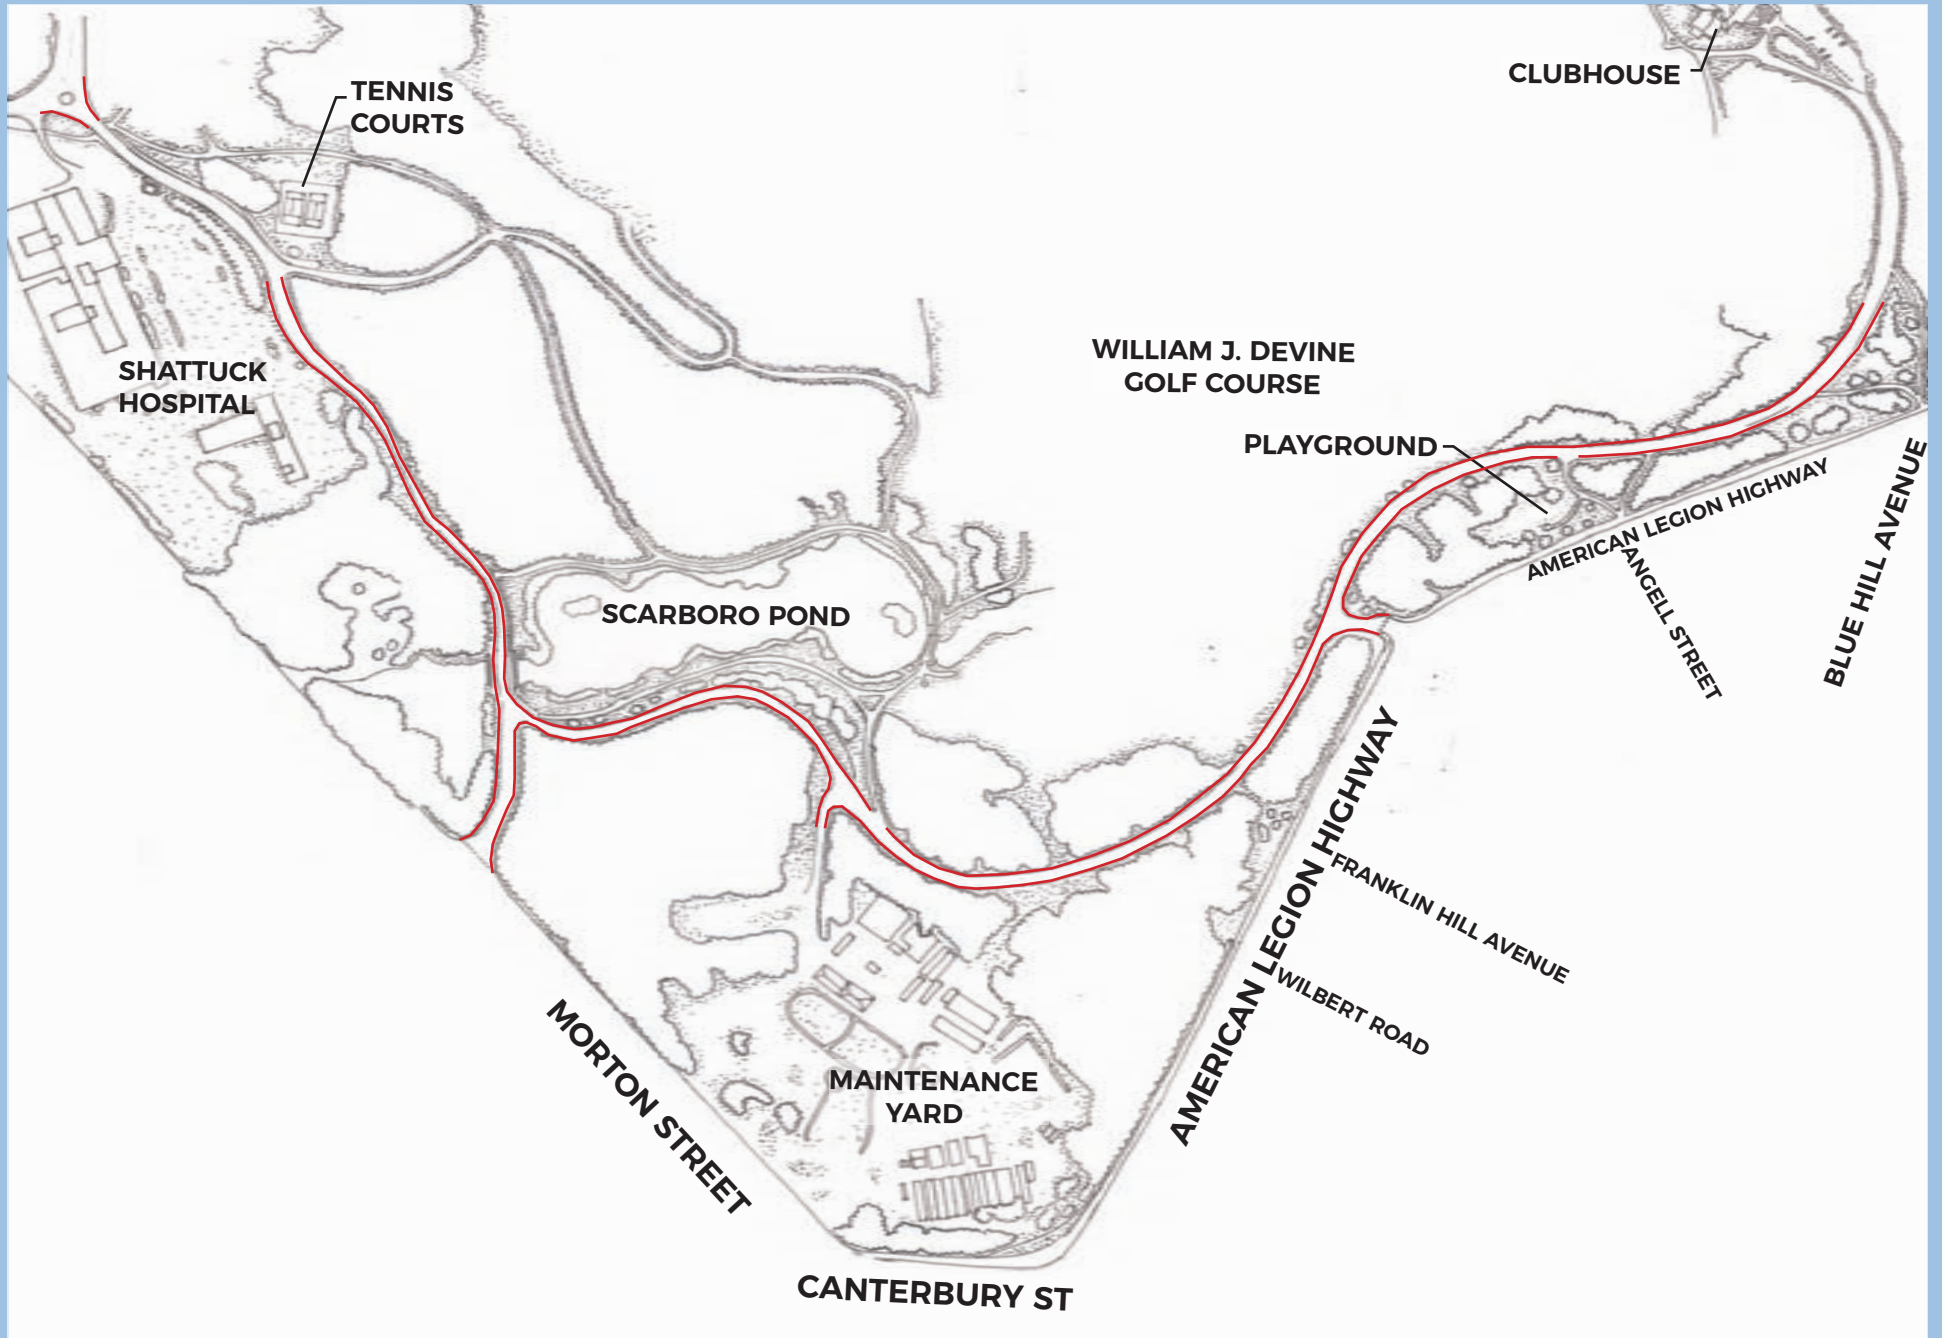 CLUBHOUSE
TENNIS
COURTS
WILLIAM J. DEVINE
GOLF COURSE
SHATTUCK
HOSPITAL
PLAYGROUND
AMERICAN LEGION HIGHWAY
BLUE HILL AVENUE
ANGELL STREET
SCARBORO POND
AMERICAN LEGION HIGHWAY
FRANKLIN HILL AVENUE
WILBERT ROAD
MORTON STREET
MAINTENANCE
YARD
CANTERBURY ST